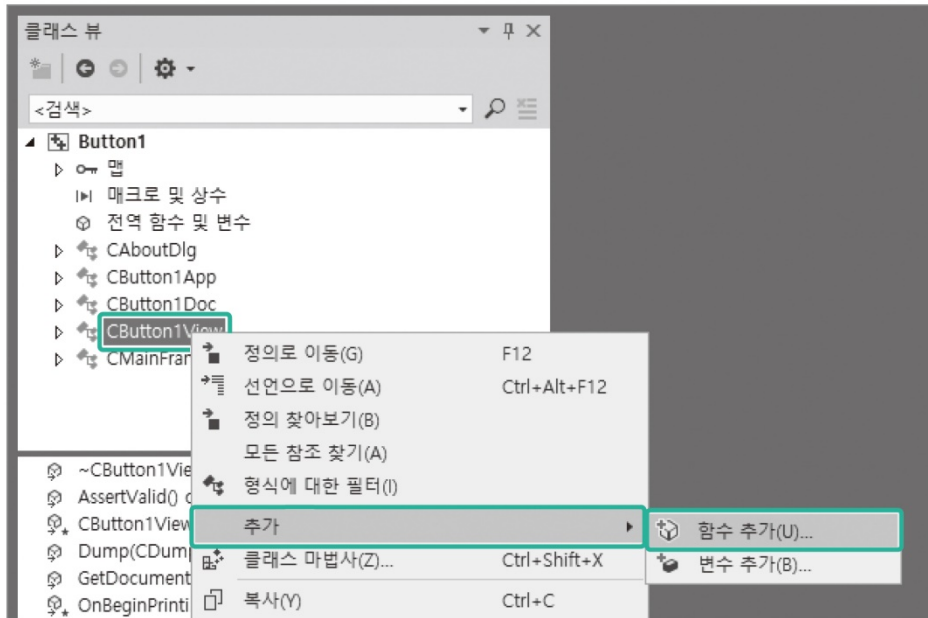 클래스 뷰
<검색>
Button1
맵
매크로 및 상수
전역 함수 및 변수
CAboutDlg
CButton1App
CButton1Doc
CButton1View
CMainFran
정의로 이동(G) F12
선언으로 이동(A) Ctrl+Alt+F12
정의 찾아보기(B)
모든 참조 찾기(A)
형식에 대한 필터(I)
추가
함수 추가(U)...
변수 추가(B)...
클래스 마법사(Z)... Ctrl+Shift+X
복사(Y) Ctrl+C
~CButton1Vie
AssertValid() c
CButton1View
Dump(CDum
GetDocument
OnBeginPrinti